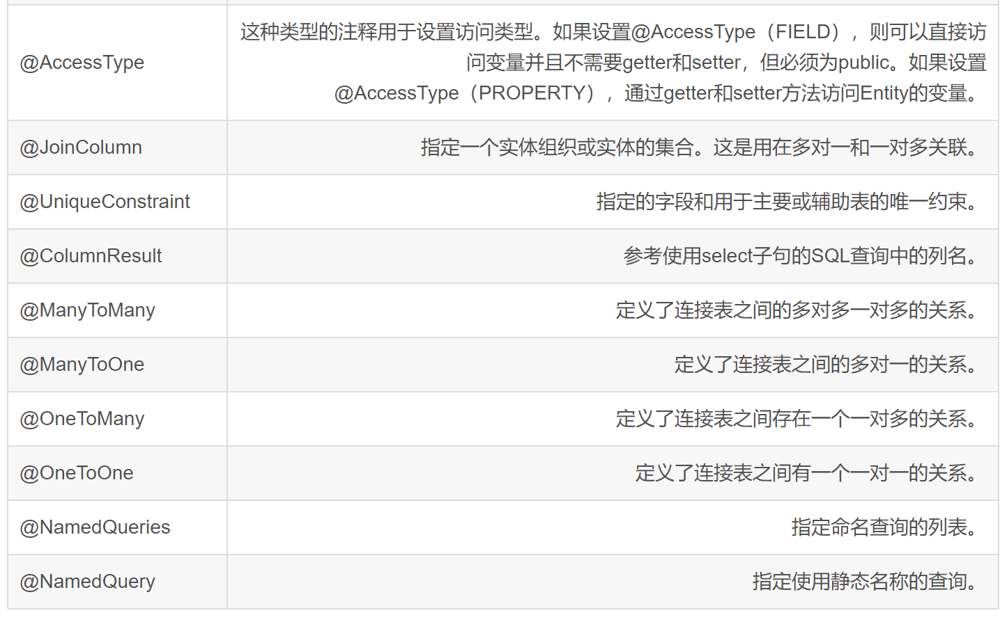 @AccessType
这种类型的注释用于设置访问类型。如果设置@AccessType（FIELD），则可以直接访
问变量并且不需要getter和setter，但必须为public。如果设置
@AccessType（PROPERTY），通过getter和setter方法访问Entity的变量。
@JoinColumn
指定一个实体组织或实体的集合。这是用在多对一和一对多关联。
@UniqueConstraint
指定的字段和用于主要或辅助表的唯一约束。
@ColumnResult
参考使用select子句的SQL查询中的列名。
@ManyToMany
定义了连接表之间的多对多一对多的关系。
@ManyToOne
定义了连接表之间的多对一的关系。
@OneToMany
定义了连接表之间存在一个一对多的关系。
@OneToOne
定义了连接表之间有一个一对一的关系。
@NamedQueries
指定命名查询的列表。
@NamedQuery
指定使用静态名称的查询。